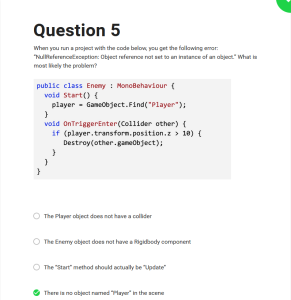 Question 5
When you run a project with the code below, you get the following error:
"NullReferenceException: Object reference not set to an instance of an object." What is
most likely the problem?
public class Enemy : MonoBehaviour {
void Start() {
player = GameObject.Find("Player");
}
void OnTriggerEnter(Collider other) {
if (player.transform.position.z > 10) {
Destroy(other.gameObject);
}
}
}
The Player object does not have a collider
The Enemy object does not have a Rigidbody component
The "Start" method should actually be "Update"
There is no object named "Player" in the scene